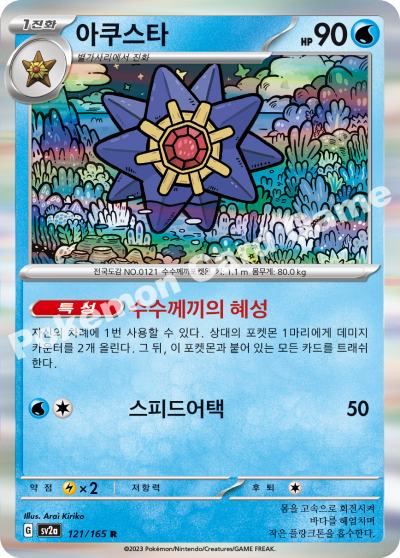 1진화
아쿠스타
HP 90
별가사리에서 진화
전국도감 NO.0121 수수께끼포켓몬 키: 1.1 m 몸무게: 80.0 kg
특성 수수께끼의 혜성
자신의 차례에 1번 사용할 수 있다. 상대의 포켓몬 1마리에게 데미지
카운터를 2개 올린다. 그 뒤, 이 포켓몬과 붙어 있는 모든 카드를 트래쉬
한다.
스피드어택 50
약점 ×2 저항력 후퇴
Illus. Arai Kiriko
G sv2a 121/165 R
몸을 고속으로 회전시켜
바다를 헤엄치며
작은 플랑크톤을 흡수한다.
©2023 Pokémon/Nintendo/Creatures/GAME FREAK.
Pokémon Card Game